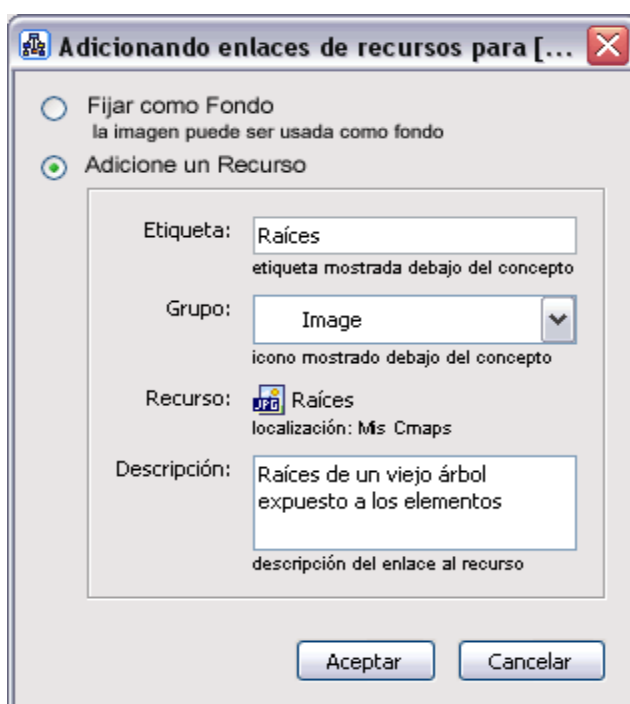 Adicionando enlaces de recursos para [...
Fijar como Fondo
la imagen puede ser usada como fondo
Adicione un Recurso
Etiqueta: Raíces
etiqueta mostrada debajo del concepto
Grupo: Image
icono mostrado debajo del concepto
Recurso: JPG Raíces
localización: Mis Cmaps
Descripción: Raíces de un viejo árbol
expuesto a los elementos
descripción del enlace al recurso
Aceptar Cancelar